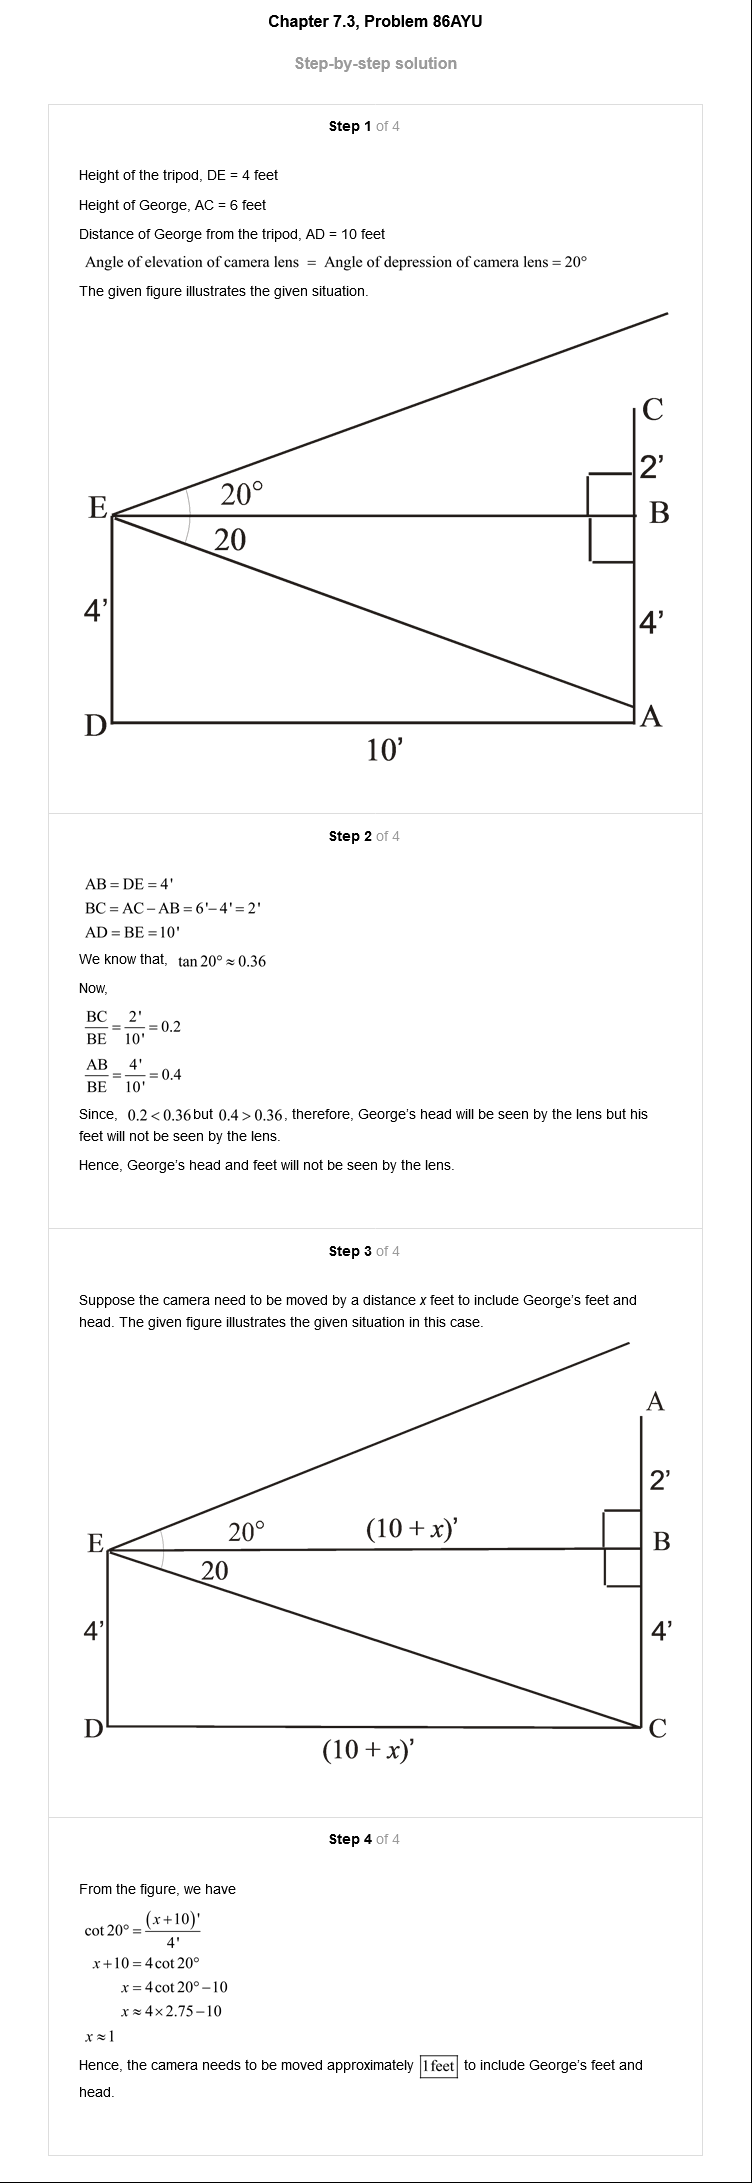 Chapter 7.3, Problem 86AYU
Step-by-step solution
Step 1 of 4
Height of the tripod, DE = 4 feet
Height of George, AC = 6 feet
Distance of George from the tripod, AD = 10 feet
Angle of elevation of camera lens = Angle of depression of camera lens = 20°
The given figure illustrates the given situation.
C
2'
20°
E
B
20
4'
4'
D
A
10'
Step 2 of 4
AB = DE = 4'
BC = AC − AB = 6'− 4' = 2'
AD = BE = 10'
We know that, tan 20° ≈ 0.36
Now,
BC/BE = 2'/10' = 0.2
AB/BE = 4'/10' = 0.4
Since, 0.2 < 0.36 but 0.4 > 0.36, therefore, George's head will be seen by the lens but his
feet will not be seen by the lens.
Hence, George's head and feet will not be seen by the lens.
Step 3 of 4
Suppose the camera need to be moved by a distance x feet to include George's feet and
head. The given figure illustrates the given situation in this case.
A
2'
20°
(10 + x)'
E
B
20
4'
4'
D
C
(10 + x)'
Step 4 of 4
From the figure, we have
cot 20° = (x+10)'/4'
x + 10 = 4 cot 20°
x = 4 cot 20° − 10
x ≈ 4 × 2.75 − 10
x ≈ 1
Hence, the camera needs to be moved approximately 1 feet to include George's feet and
head.